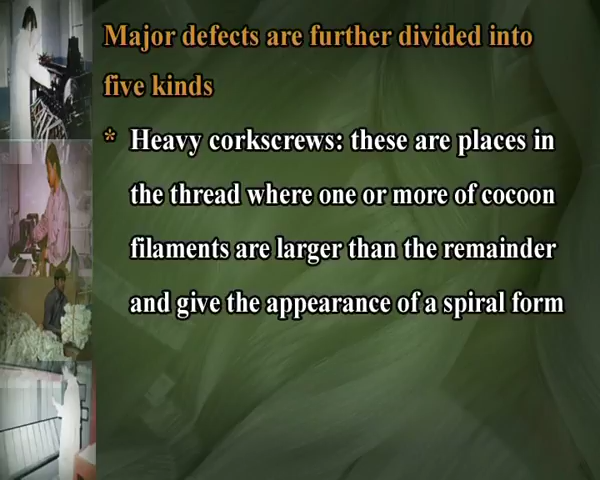 Major defects are further divided into
five kinds
* Heavy corkscrews: these are places in
the thread where one or more of cocoon
filaments are larger than the remainder
and give the appearance of a spiral form